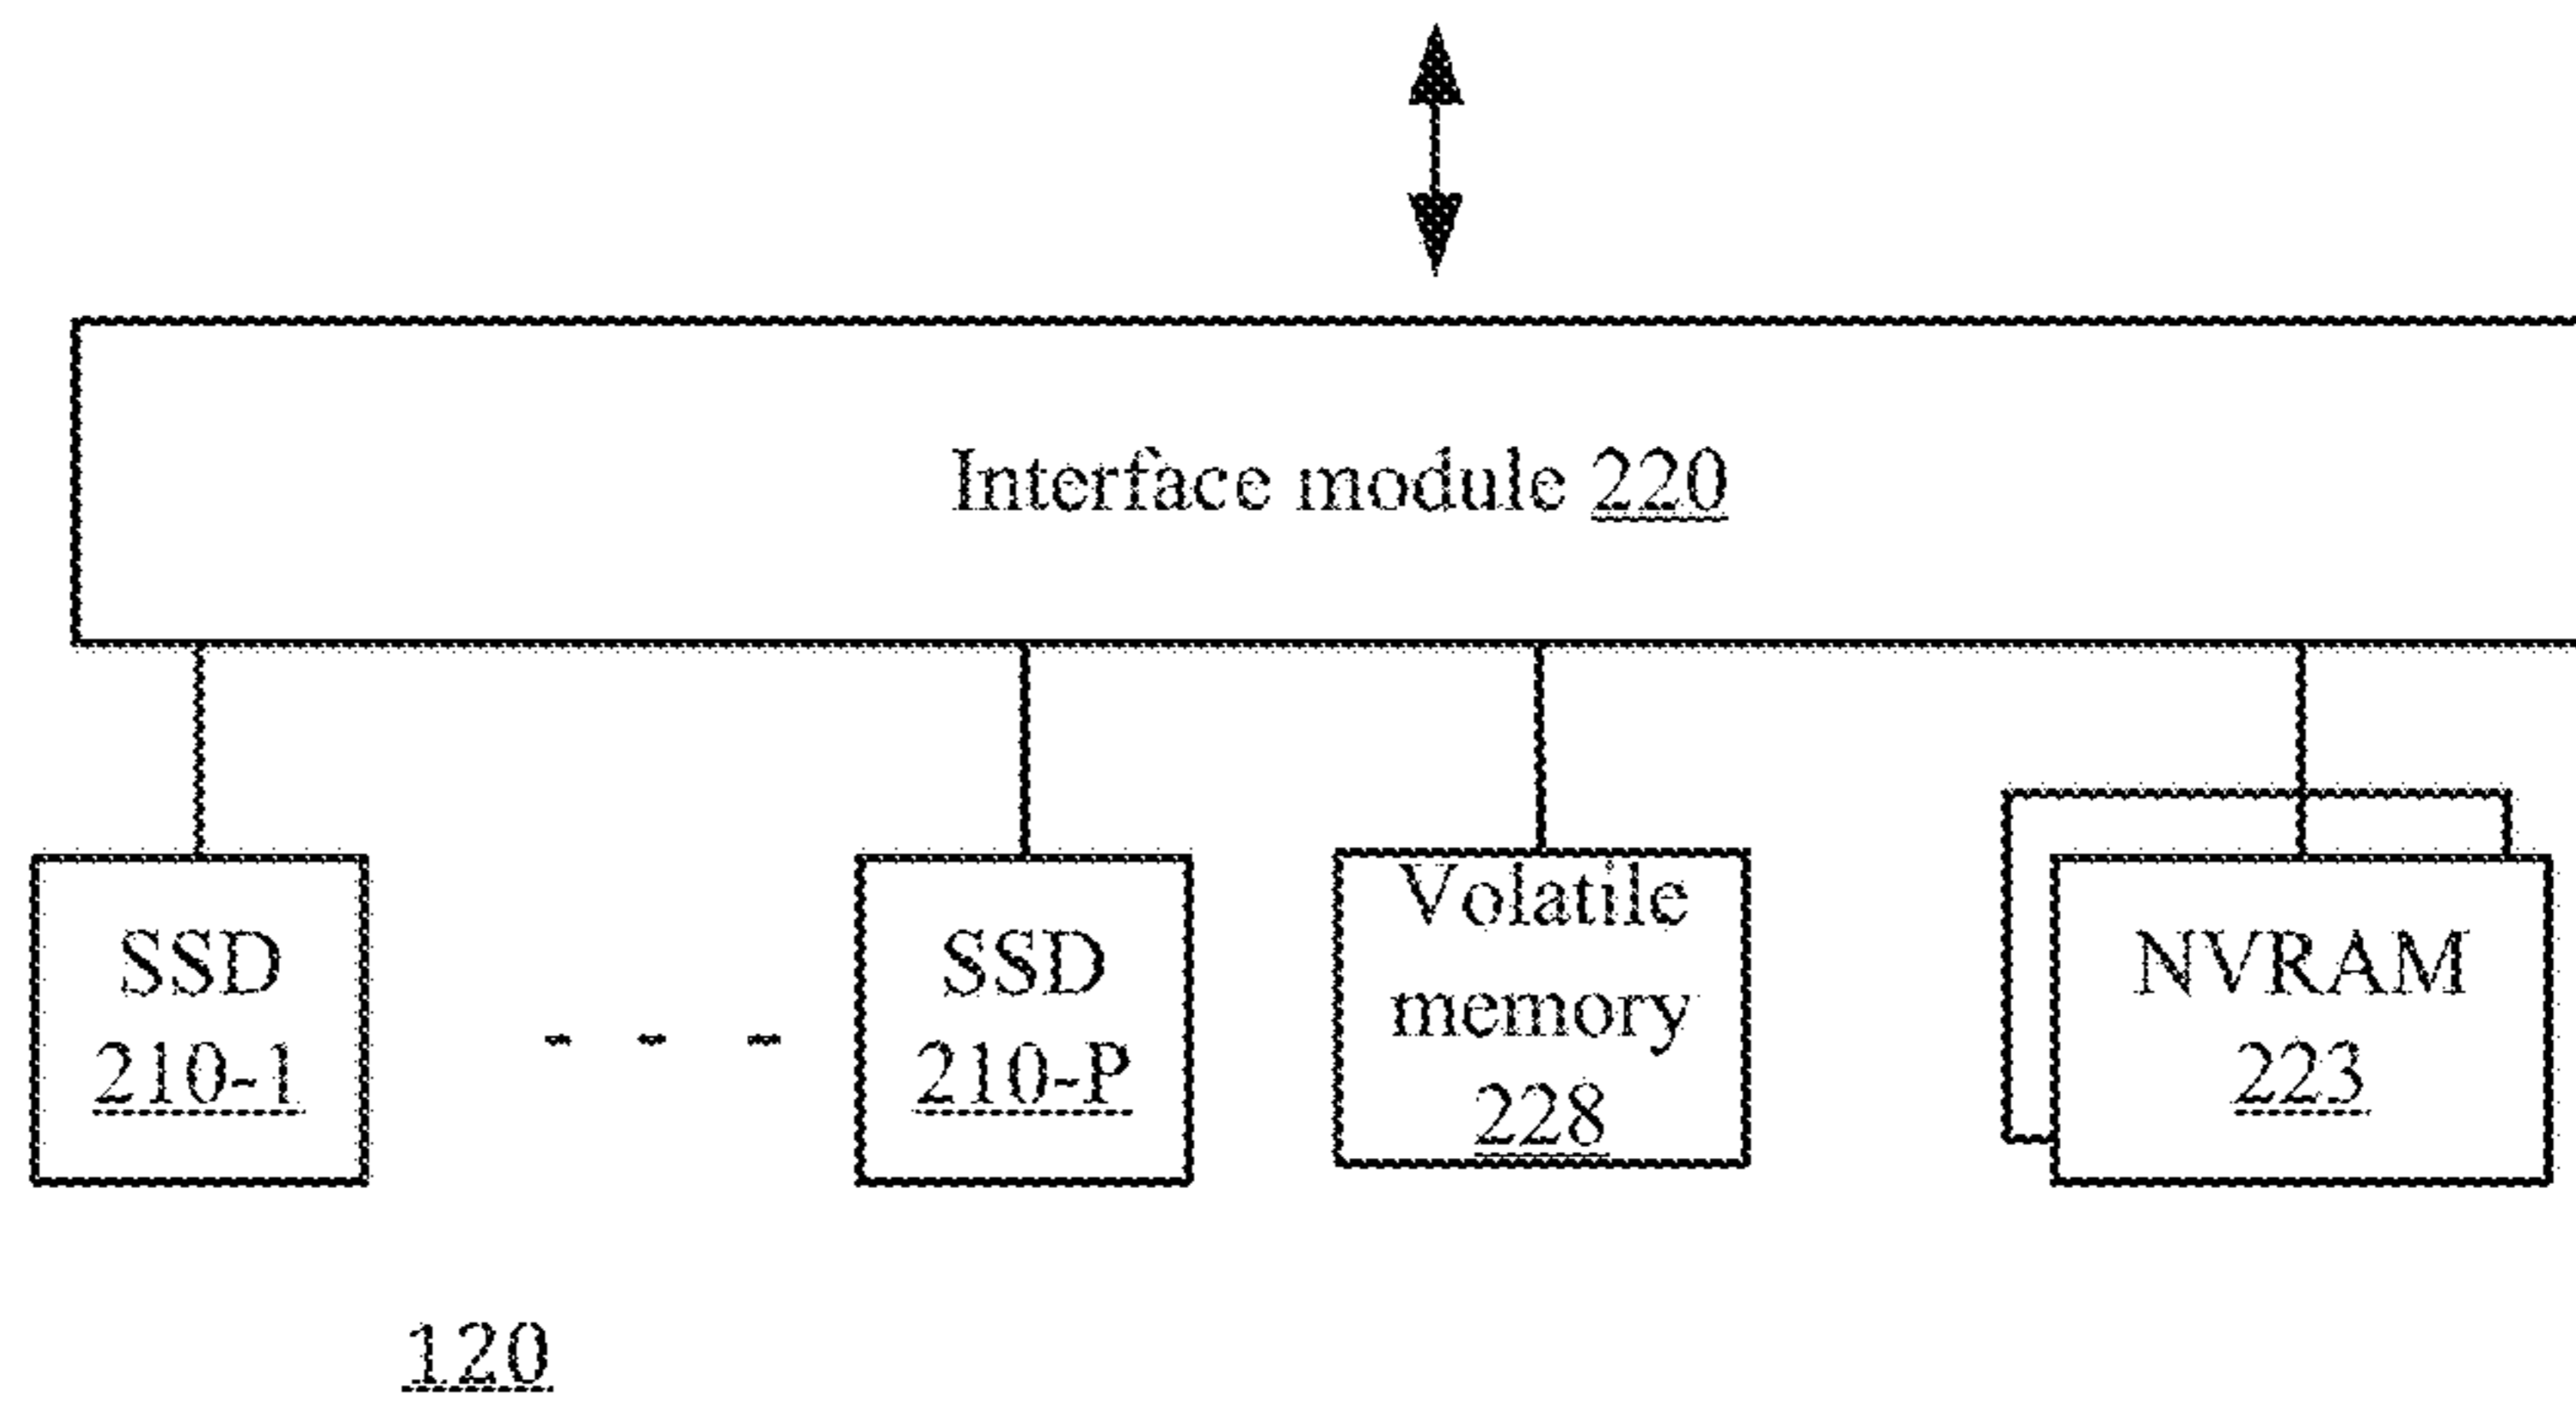 Interface module 220
SSD
210-1
- - -
SSD
210-P
Volatile
memory
228
NVRAM
223
120